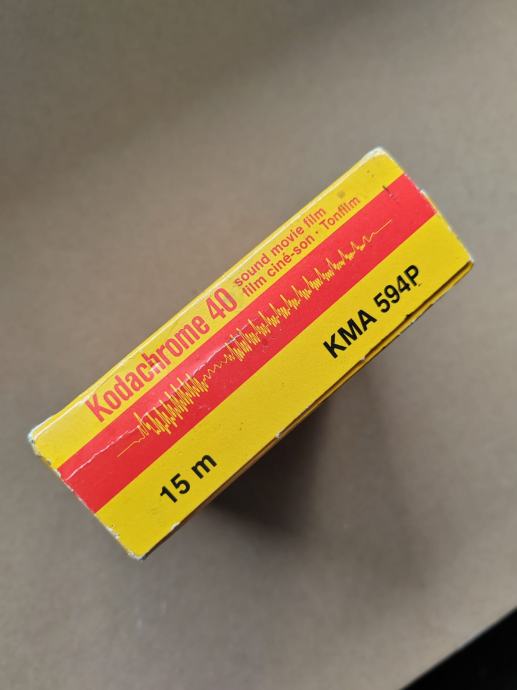 Kodachrome 40
sound movie film
film ciné-son · Tonfilm
15 m
KMA 594P